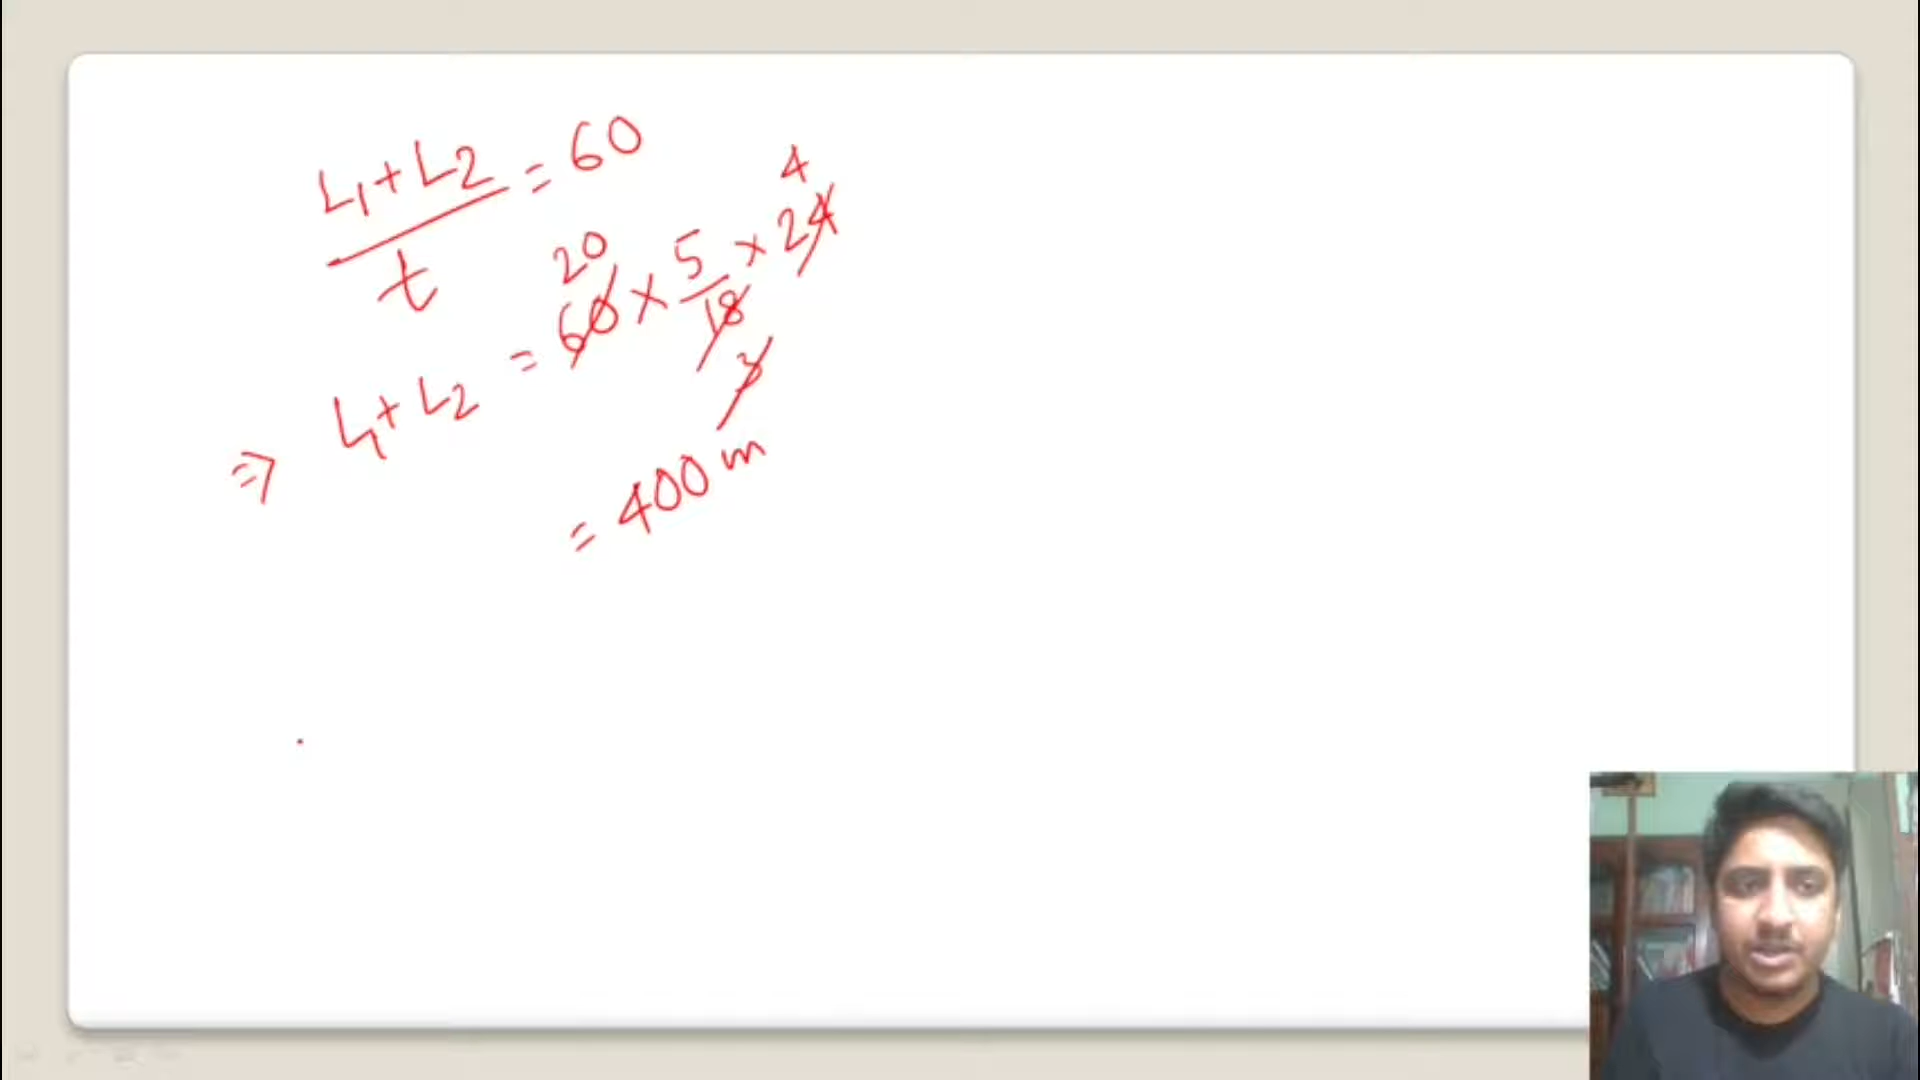 L1+L2/t = 60
⇒ L1+L2 = 60 20 × 5/18 3 × 24 4
= 400 m